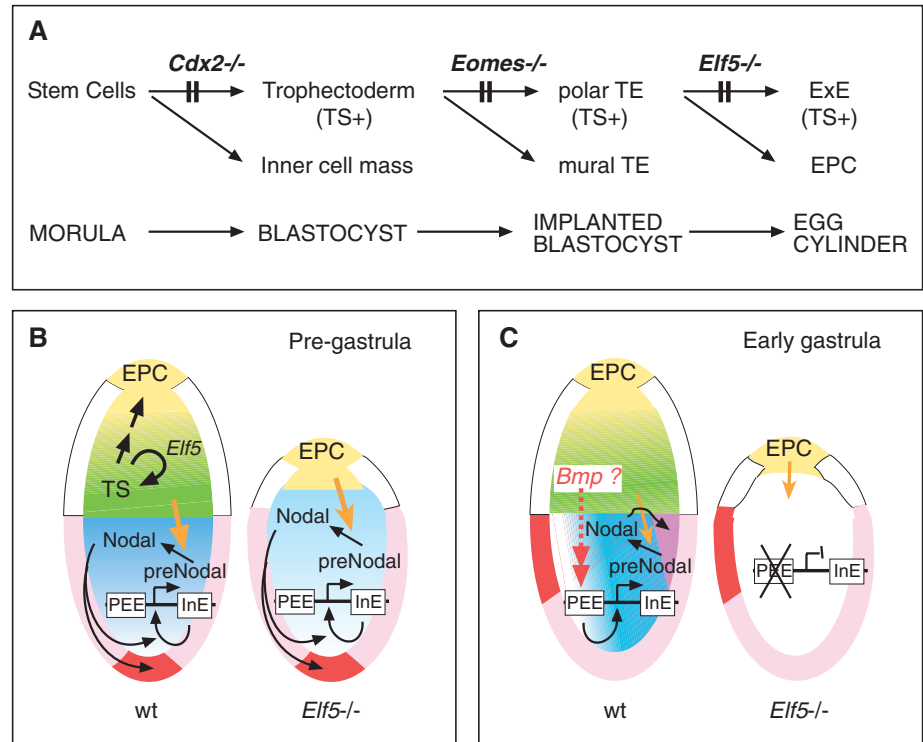 A
Cdx2-/- Eomes-/- Elf5-/-
Stem Cells Trophectoderm polar TE ExE
(TS+) (TS+) (TS+)
Inner cell mass mural TE EPC
MORULA BLASTOCYST IMPLANTED BLASTOCYST EGG CYLINDER
B
Pre-gastrula
EPC
Elf5
TS
Nodal
preNodal
PEE InE
wt
EPC
Nodal
preNodal
PEE InE
Elf5-/-
C
Early gastrula
EPC
Bmp ?
Nodal
preNodal
PEE InE
wt
EPC
PEE InE
Elf5-/-